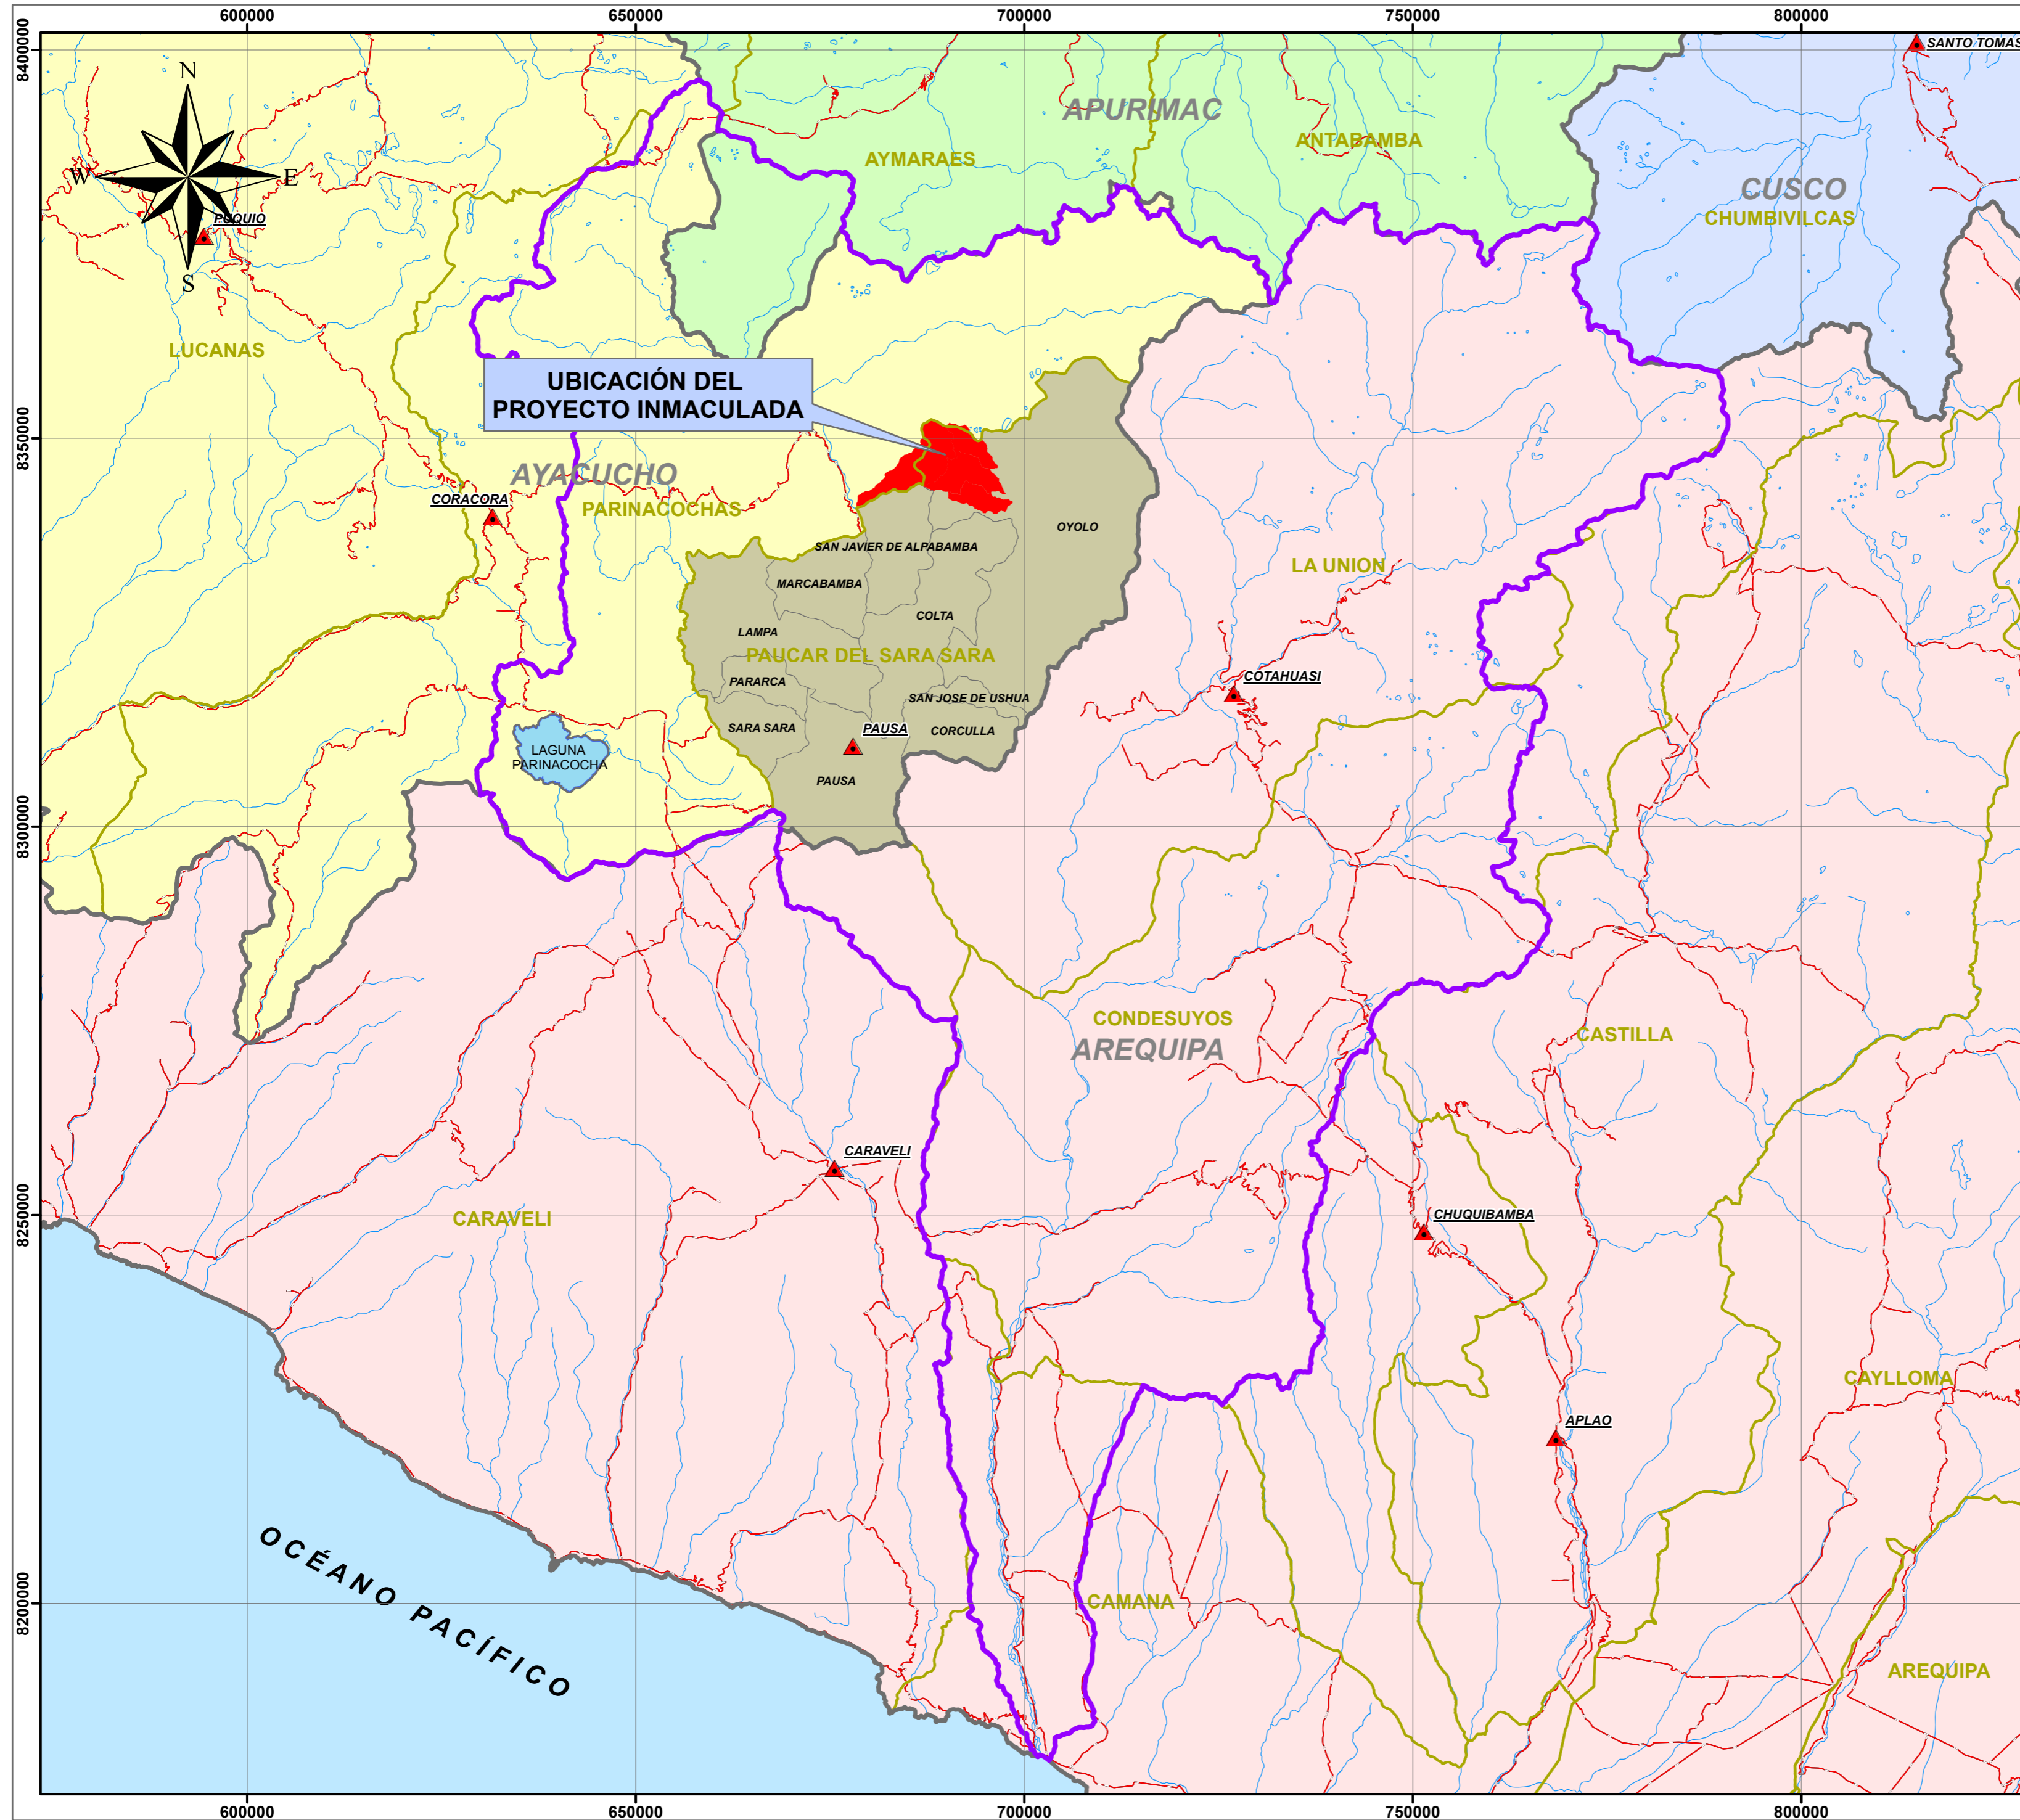 600000
650000
700000
750000
800000
8400000
8350000
8300000
8250000
8200000
SANTO TOMAS
N
W
E
S
PUQUIO
APURIMAC
AYMARAES
ANTABAMBA
CUSCO
CHUMBIVILCAS
LUCANAS
UBICACIÓN DEL
PROYECTO INMACULADA
AYACUCHO
CORACORA
PARINACOCHAS
OYOLO
SAN JAVIER DE ALPABAMBA
MARCABAMBA
LA UNION
COLTA
LAMPA
PAUCAR DEL SARA SARA
PARARCA
COTAHUASI
SAN JOSE DE USHUA
SARA SARA
PAUSA
CORCULLA
LAGUNA
PARINACOCHA
PAUSA
CONDESUYOS
AREQUIPA
CASTILLA
CARAVELI
CARAVELI
CHUQUIBAMBA
CAYLLOMA
APLAO
OCÉANO PACÍFICO
CAMANA
AREQUIPA
600000
650000
700000
750000
800000